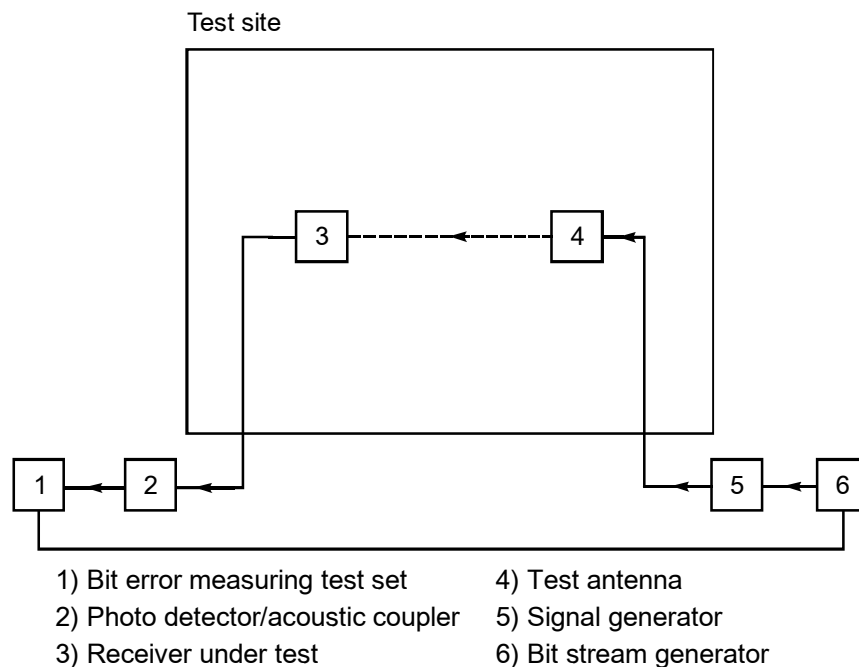 Test site
3
4
1
2
5
6
1) Bit error measuring test set
2) Photo detector/acoustic coupler
3) Receiver under test
4) Test antenna
5) Signal generator
6) Bit stream generator